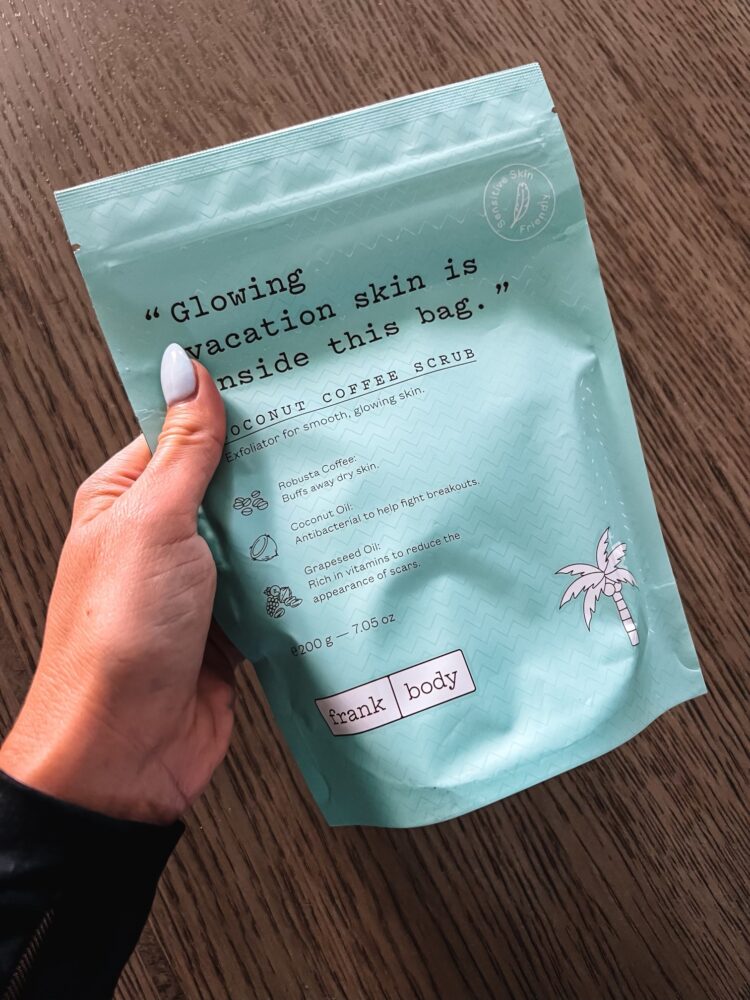 Sensitive Skin
Friendly
“Glowing
vacation skin is
nside this bag.”
OCONUT COFFEE SCRUB
Exfoliator for smooth, glowing skin.
Robusta Coffee:
Buffs away dry skin.
Coconut Oil:
Antibacterial to help fight breakouts.
Grapeseed Oil:
Rich in vitamins to reduce the
appearance of scars.
℮200 g — 7.05 oz
frank body